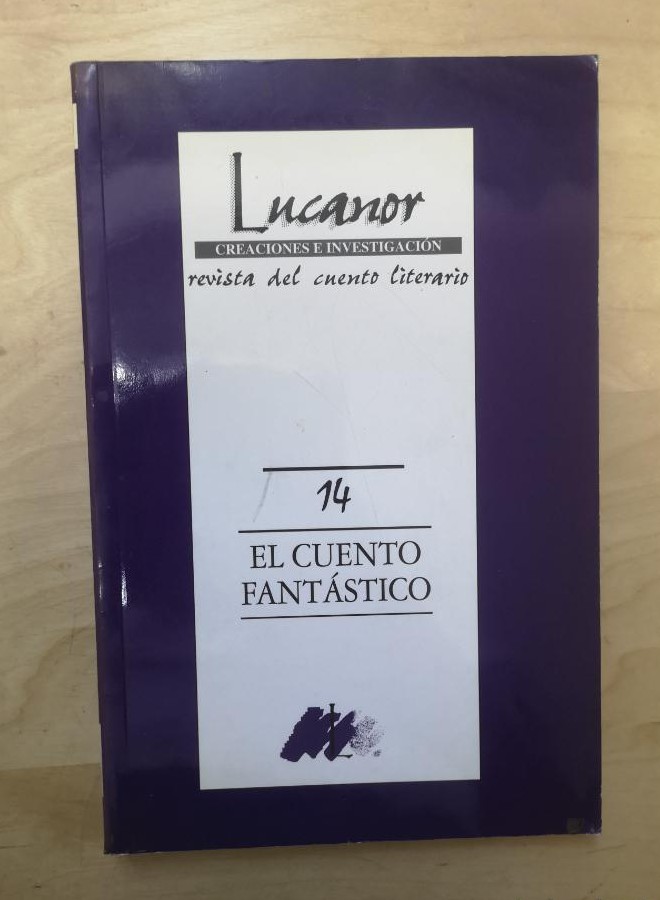 Lucanor
CREACIONES E INVESTIGACIÓN
revista del cuento literario
14
EL CUENTO
FANTÁSTICO
L